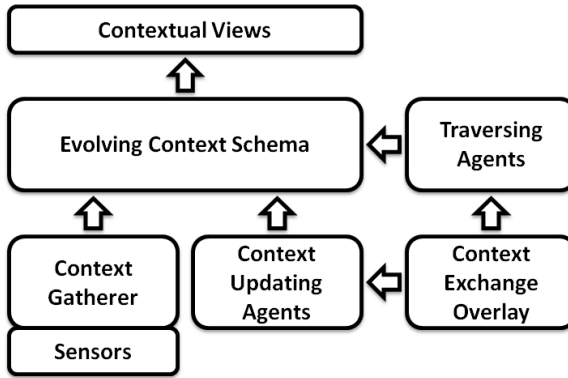 Contextual Views
Evolving Context Schema
Traversing
Agents
Context
Gatherer
Sensors
Context
Updating
Agents
Context
Exchange
Overlay